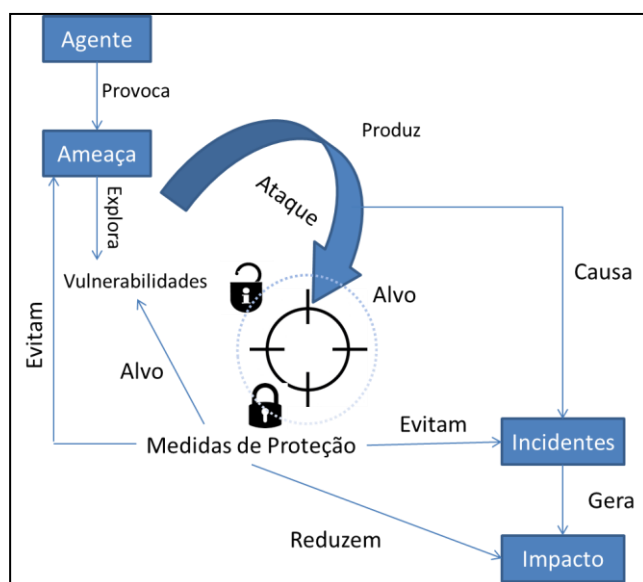 Agente
Provoca
Produz
Ameaça
Ataque
Explora
Vulnerabilidades
Alvo
Causa
Evitam
Alvo
Medidas de Proteção
Evitam
Incidentes
Gera
Reduzem
Impacto